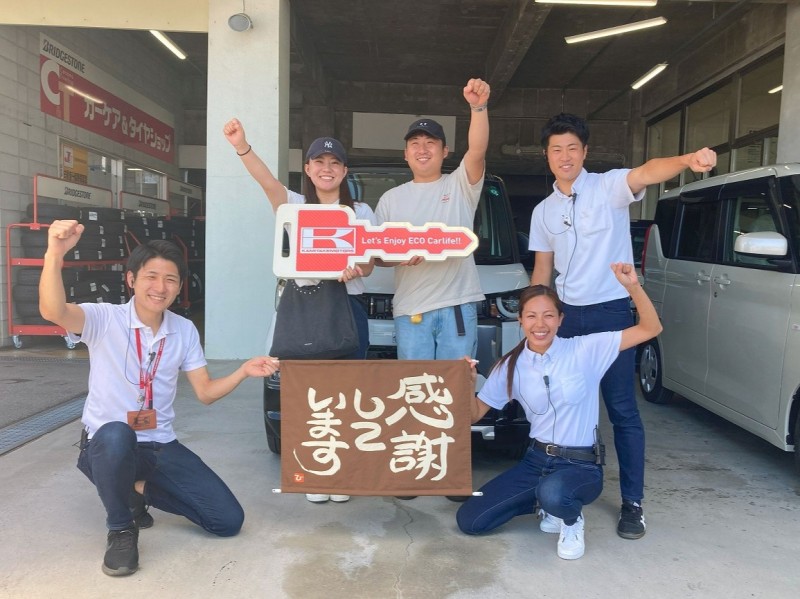 BRIDGESTONE
カーケア&タイヤショップ
Let's Enjoy ECO Carlife!!
K
NY
感謝
して
います